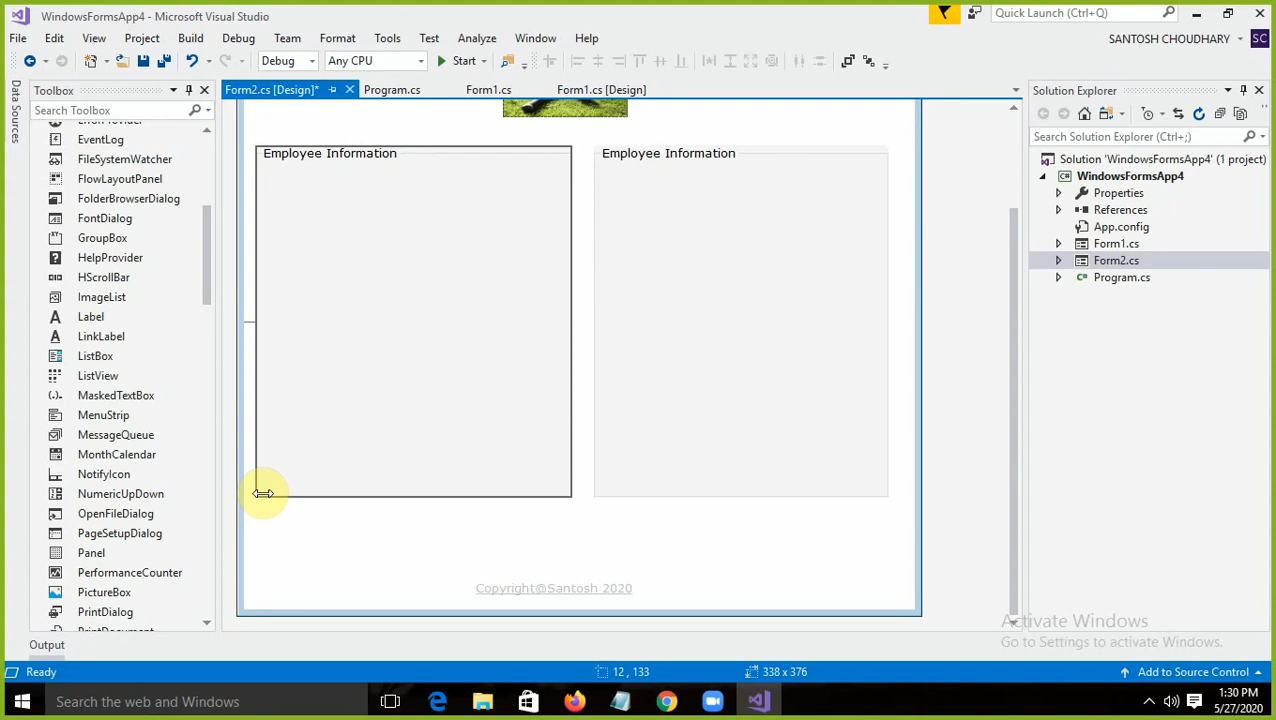 WindowsFormsApp4 - Microsoft Visual Studio
Quick Launch (Ctrl+Q)
File Edit View Project Build Debug Team Format Tools Test Analyze Window Help
SANTOSH CHOUDHARY
SC
Debug
Any CPU
Start
Data Sources
Toolbox
Search Toolbox
EventLog
FileSystemWatcher
FlowLayoutPanel
FolderBrowserDialog
FontDialog
GroupBox
HelpProvider
HScrollBar
ImageList
Label
LinkLabel
ListBox
ListView
MaskedTextBox
MenuStrip
MessageQueue
MonthCalendar
NotifyIcon
NumericUpDown
OpenFileDialog
PageSetupDialog
Panel
PerformanceCounter
PictureBox
PrintDialog
Form2.cs [Design]*
Program.cs
Form1.cs
Form1.cs [Design]
Employee Information
Employee Information
Copyright@Santosh 2020
Solution Explorer
Search Solution Explorer (Ctrl+;)
Solution 'WindowsFormsApp4' (1 project)
WindowsFormsApp4
Properties
References
App.config
Form1.cs
Form2.cs
Program.cs
Activate Windows
Go to Settings to activate Windows.
Output
Ready
12 , 133
338 x 376
Add to Source Control
Search the web and Windows
1:30 PM
5/27/2020